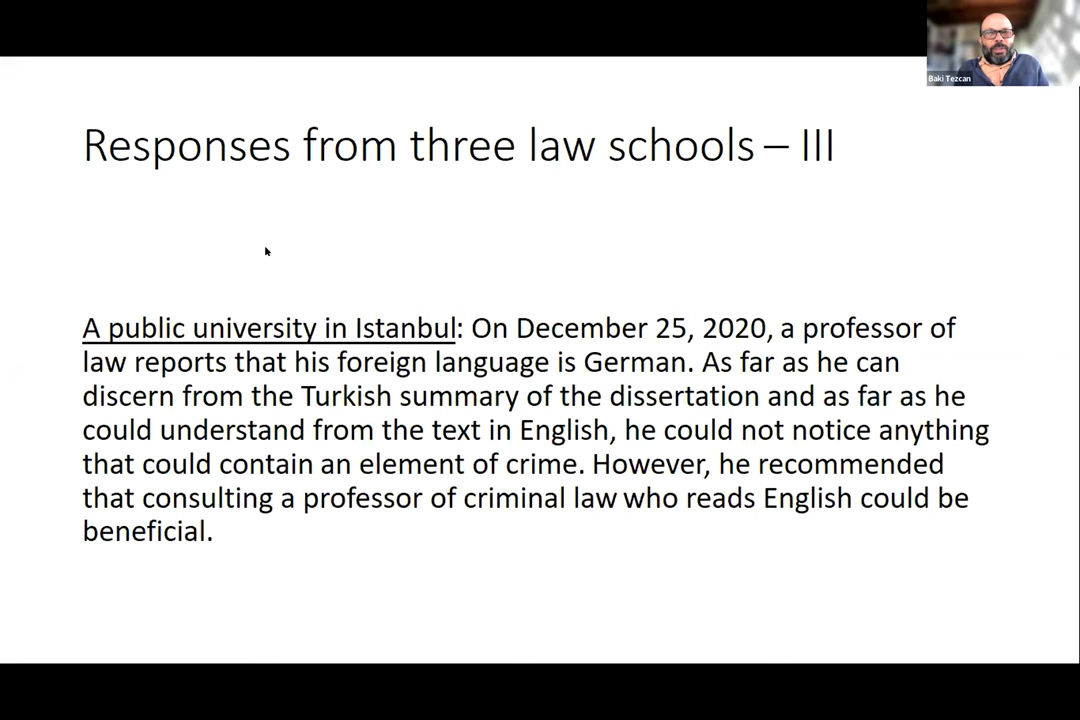 Baki Tezcan
Responses from three law schools – III
A public university in Istanbul: On December 25, 2020, a professor of
law reports that his foreign language is German. As far as he can
discern from the Turkish summary of the dissertation and as far as he
could understand from the text in English, he could not notice anything
that could contain an element of crime. However, he recommended
that consulting a professor of criminal law who reads English could be
beneficial.